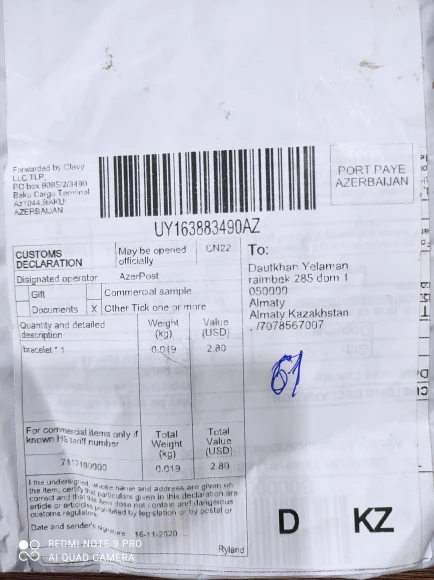 Forwarded by Clevy
LLC TLP,
PO box 9085/2/3490
Baku Cargo Terminal
Az1044, BAKU
AZERBAIJAN
PORT PAYE
AZERBAIJAN
UY163883490AZ
CUSTOMS
DECLARATION
May be opened
officially
CN22
Designated operator AzerPost
Gift Commercial sample
Documents X Other Tick one or more
Quantity and detailed
description
Weight
(kg)
Value
(USD)
bracelet * 1 0.019 2.80
For commercial items only if
known HS tariff number
Total
Weight
(kg)
Total
Value
(USD)
7117190000 0.019 2.80
I the undersigned, whose name and address are given on
the item, certify that particulars given in this declaration are
correct and that this item dose not contain and dangerous
article or articles prohibited by legislation or by postal or
customs regulations
Date and sender's signature 16-11-2020
Ryland
To:
Dautkhan Yelaman
raimbek 285 dom 1
050000
Almaty
Almaty Kazakhstan
, /7078567007
61
D KZ
REDMI NOTE 9 PRO
AI QUAD CAMERA